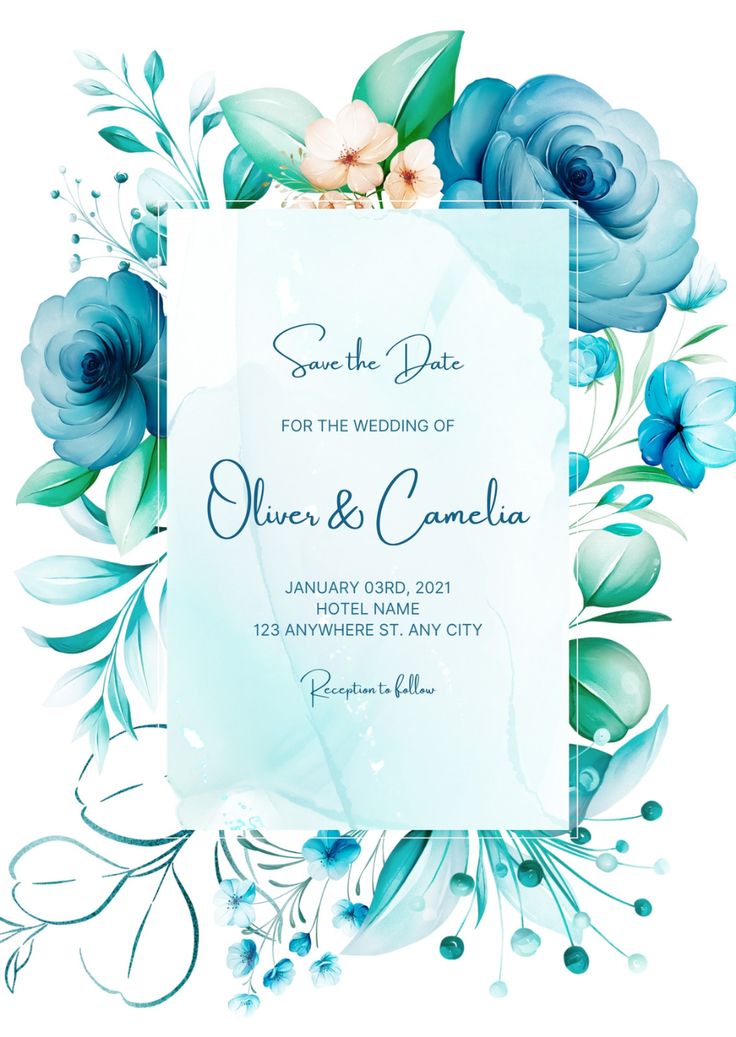 Save the Date
FOR THE WEDDING OF
Oliver & Camelia
JANUARY 03RD, 2021
HOTEL NAME
123 ANYWHERE ST. ANY CITY
Reception to follow